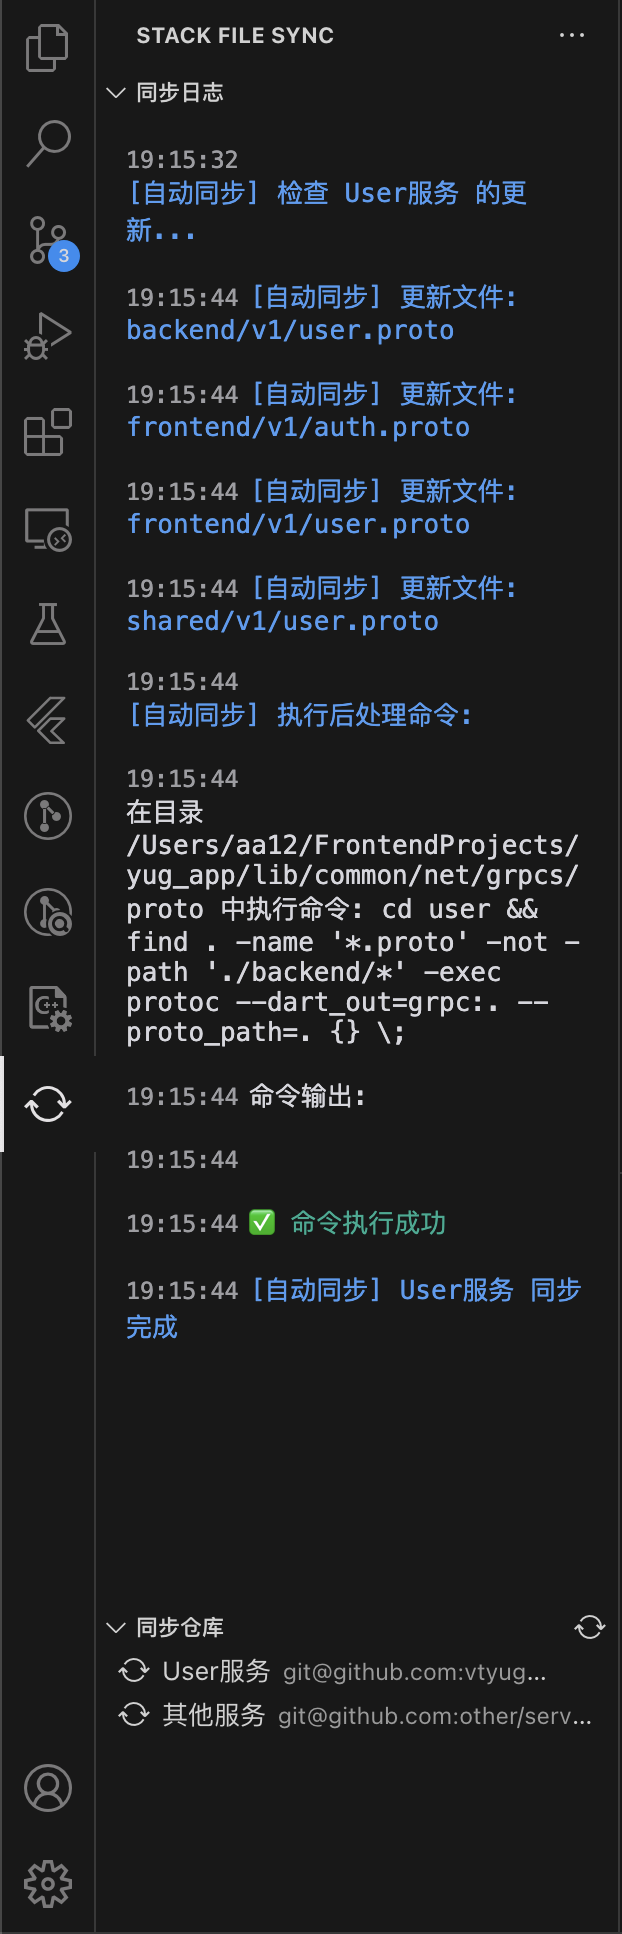 STACK FILE SYNC
同步日志
19:15:32
[自动同步] 检查 User服务 的更
新...
3
19:15:44 [自动同步] 更新文件:
backend/v1/user.proto
19:15:44 [自动同步] 更新文件:
frontend/v1/auth.proto
19:15:44 [自动同步] 更新文件:
frontend/v1/user.proto
19:15:44 [自动同步] 更新文件:
shared/v1/user.proto
19:15:44
[自动同步] 执行后处理命令:
19:15:44
在目录
/Users/aa12/FrontendProjects/
yug_app/lib/common/net/grpcs/
proto 中执行命令: cd user &&
find . -name '*.proto' -not -
path './backend/*' -exec
protoc --dart_out=grpc:. --
proto_path=. {} \;
C++
19:15:44 命令输出:
19:15:44
19:15:44 ✅ 命令执行成功
19:15:44 [自动同步] User服务 同步
完成
同步仓库
User服务 git@github.com:vtyug...
其他服务 git@github.com:other/serv...